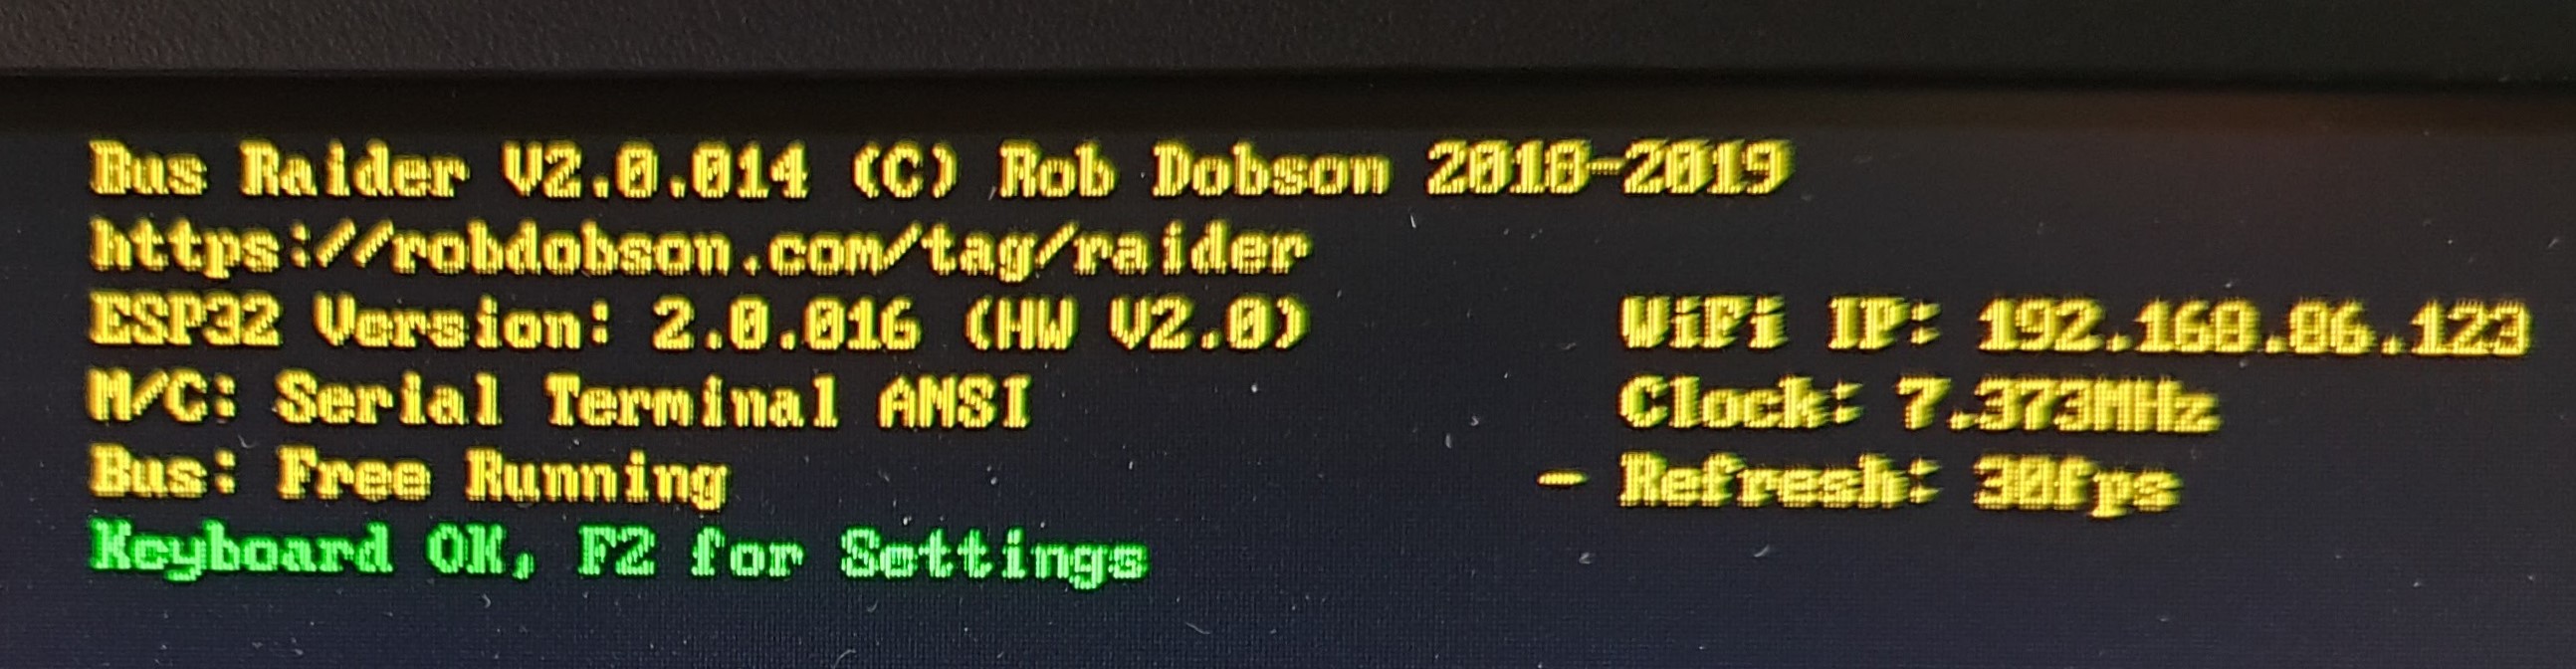 Bus Raider V2.0.014 (C) Rob Dobson 2018-2019
https://robdobson.com/tag/raider
ESP32 Version: 2.0.016 (HW V2.0) WiFi IP: 192.168.86.123
M/C: Serial Terminal ANSI Clock: 7.373MHz
Bus: Free Running - Refresh: 30fps
Keyboard OK, F2 for Settings